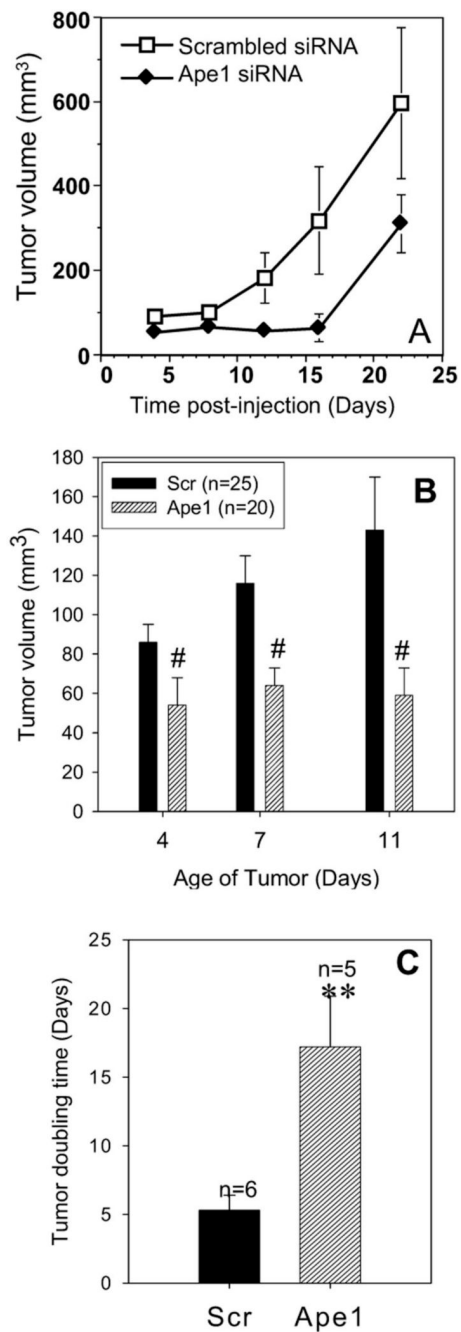 800
Scrambled siRNA
Ape1 siRNA
600
400
200
0
Tumor volume (mm³)
A
0 5 10 15 20 25
Time post-injection (Days)
180
160
140
120
100
80
60
40
20
0
Tumor volume (mm³)
Scr (n=25)
Ape1 (n=20)
B
# # #
4 7 11
Age of Tumor (Days)
25
20
15
10
5
0
Tumor doubling time (Days)
C
n=5
**
n=6
Scr Ape1